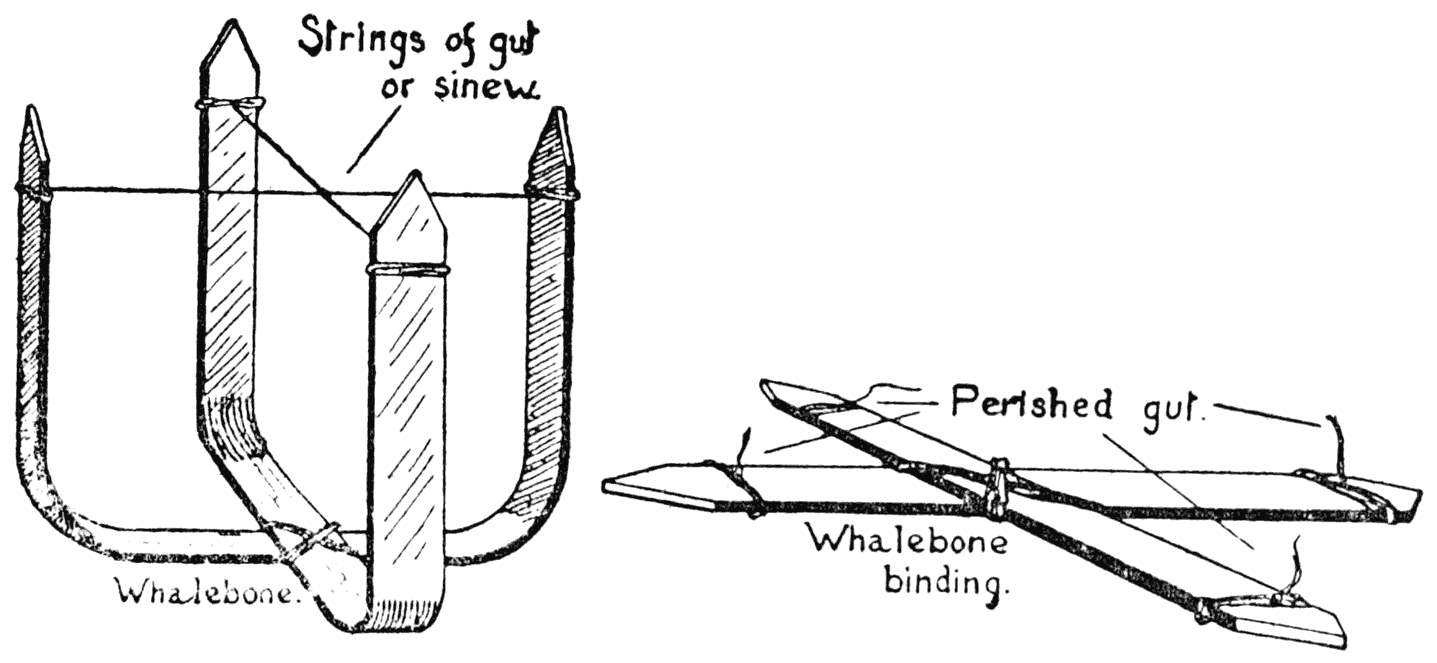 Strings of gut
or sinew.
Whalebone.
Perished gut.
Whalebone
binding.